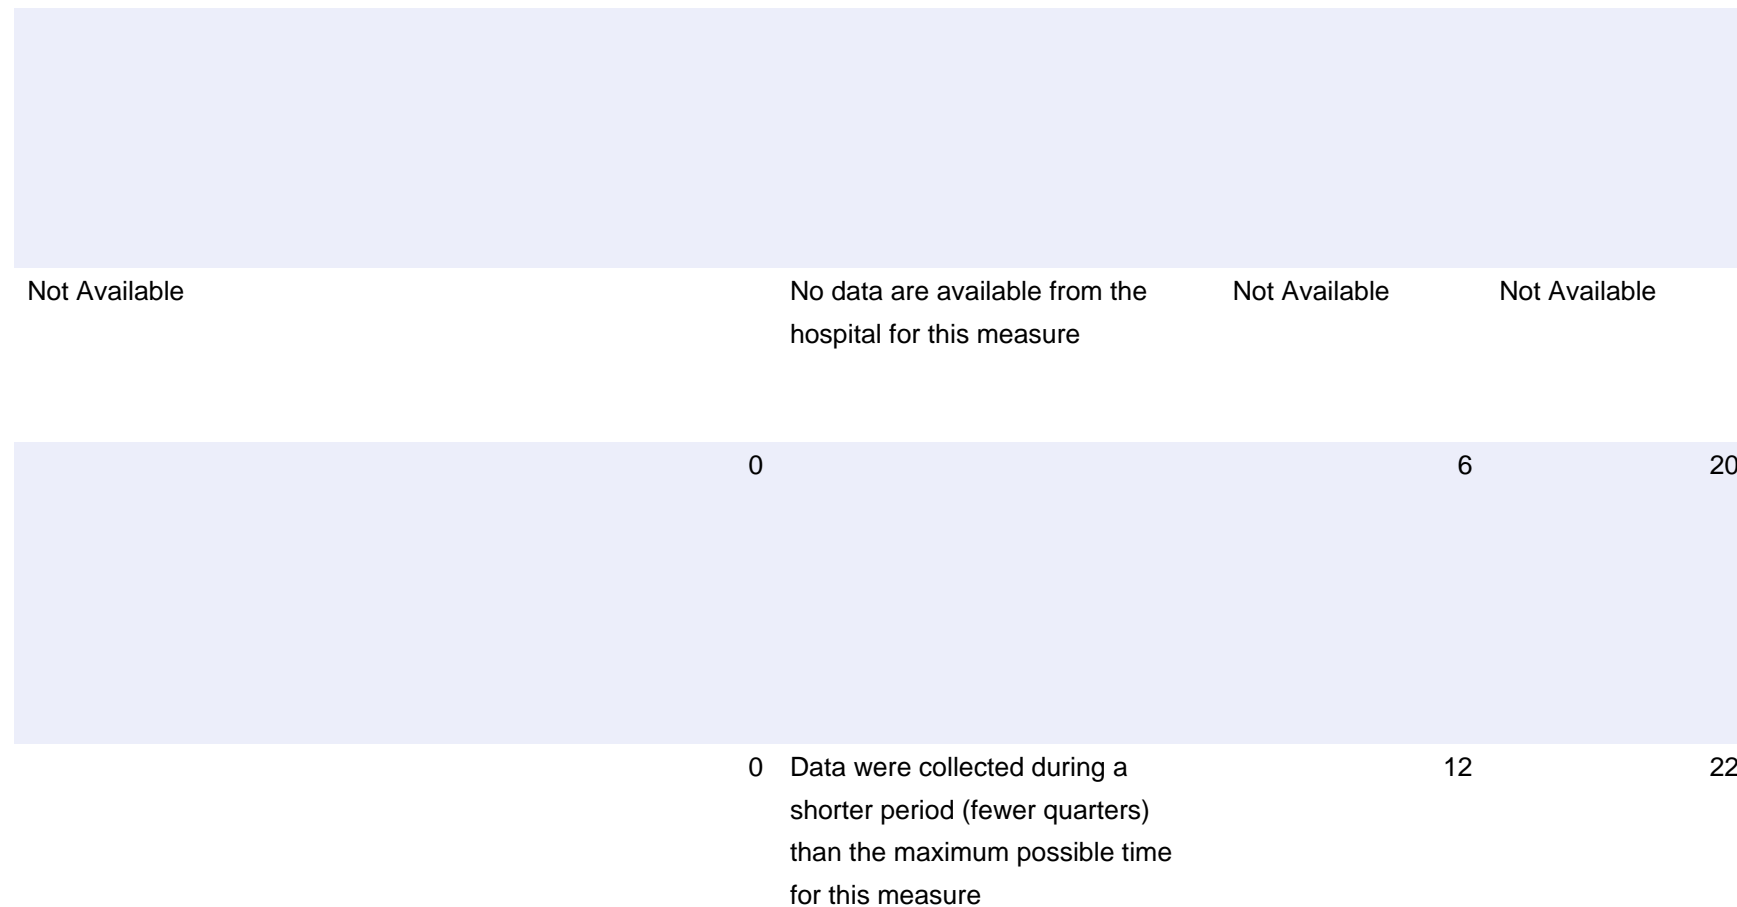 Not Available No data are available from the Not Available Not Available
hospital for this measure
0 6 20
0 Data were collected during a 12 22
shorter period (fewer quarters)
than the maximum possible time
for this measure